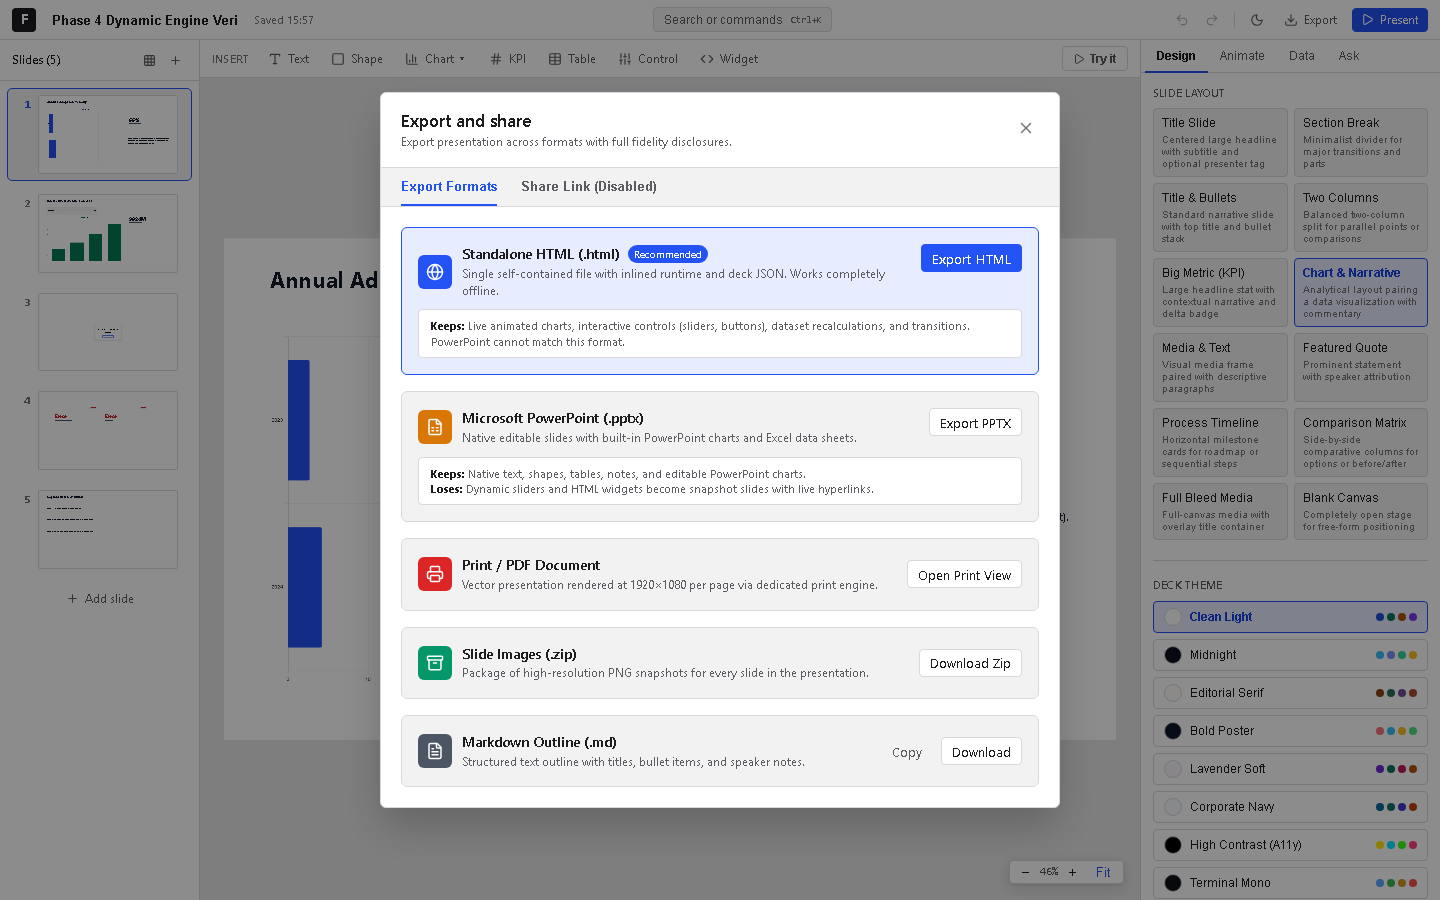 F
Phase 4 Dynamic Engine Veri
Saved 15:57
Search or commands Ctrl+K
Export
Present
Slides (5)
INSERT
Text
Shape
Chart
KPI
Table
Control
Widget
Try it
Design
Animate
Data
Ask
1
2
3
4
5
Add slide
Annual Ad
2023
2024
Export and share
Export presentation across formats with full fidelity disclosures.
Export Formats
Share Link (Disabled)
Standalone HTML (.html) Recommended
Single self-contained file with inlined runtime and deck JSON. Works completely
offline.
Export HTML
Keeps: Live animated charts, interactive controls (sliders, buttons), dataset recalculations, and transitions.
PowerPoint cannot match this format.
Microsoft PowerPoint (.pptx)
Native editable slides with built-in PowerPoint charts and Excel data sheets.
Export PPTX
Keeps: Native text, shapes, tables, notes, and editable PowerPoint charts.
Loses: Dynamic sliders and HTML widgets become snapshot slides with live hyperlinks.
Print / PDF Document
Vector presentation rendered at 1920×1080 per page via dedicated print engine.
Open Print View
Slide Images (.zip)
Package of high-resolution PNG snapshots for every slide in the presentation.
Download Zip
Markdown Outline (.md)
Structured text outline with titles, bullet items, and speaker notes.
Copy
Download
46%
Fit
SLIDE LAYOUT
Title Slide
Centered large headline
with subtitle and
optional presenter tag
Section Break
Minimalist divider for
major transitions and
parts
Title & Bullets
Standard narrative slide
with top title and bullet
stack
Two Columns
Balanced two-column
split for parallel points or
comparisons
Big Metric (KPI)
Large headline stat with
contextual narrative and
delta badge
Chart & Narrative
Analytical layout pairing
a data visualization with
commentary
Media & Text
Visual media frame
paired with descriptive
paragraphs
Featured Quote
Prominent statement
with speaker attribution
Process Timeline
Horizontal milestone
cards for roadmap or
sequential steps
Comparison Matrix
Side-by-side
comparative columns for
options or before/after
Full Bleed Media
Full-canvas media with
overlay title container
Blank Canvas
Completely open stage
for free-form positioning
DECK THEME
Clean Light
Midnight
Editorial Serif
Bold Poster
Lavender Soft
Corporate Navy
High Contrast (A11y)
Terminal Mono